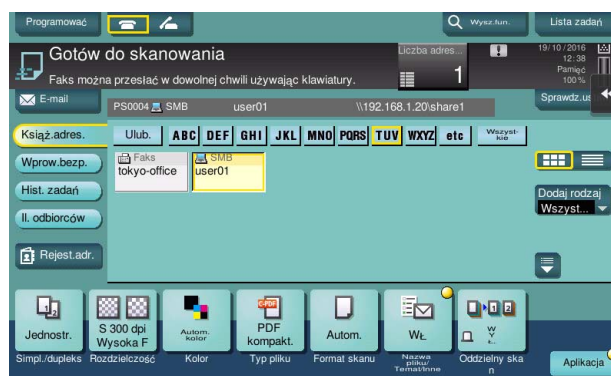 Programować
Wysz.fun.
Lista zadań
Gotów do skanowania
Faks można przesłać w dowolnej chwili używając klawiatury.
Liczba adres...
1
19/10/2016
12:38
Pamięć
100%
E-mail
PS0004 SMB user01 \\192.168.1.20\share1
Sprawdz.us
Książ.adres.
Ulub. ABC DEF GHI JKL MNO PQRS TUV WXYZ etc Wszyst-
kie
Wprow.bezp.
Faks
tokyo-office
SMB
user01
Hist. zadań
Il. odbiorców
Dodaj rodzaj
Wszyst...
Rejest.adr.
Jednostr.
S 300 dpi
Wysoka F
Autom.
kolor
PDF
kompakt.
Autom.
WŁ
Simpl./dupleks
Rozdzielczość
Kolor
Typ pliku
Format skanu
Nazwa
pliku/
Temat/Inne
Oddzielny ska
n
Aplikacja